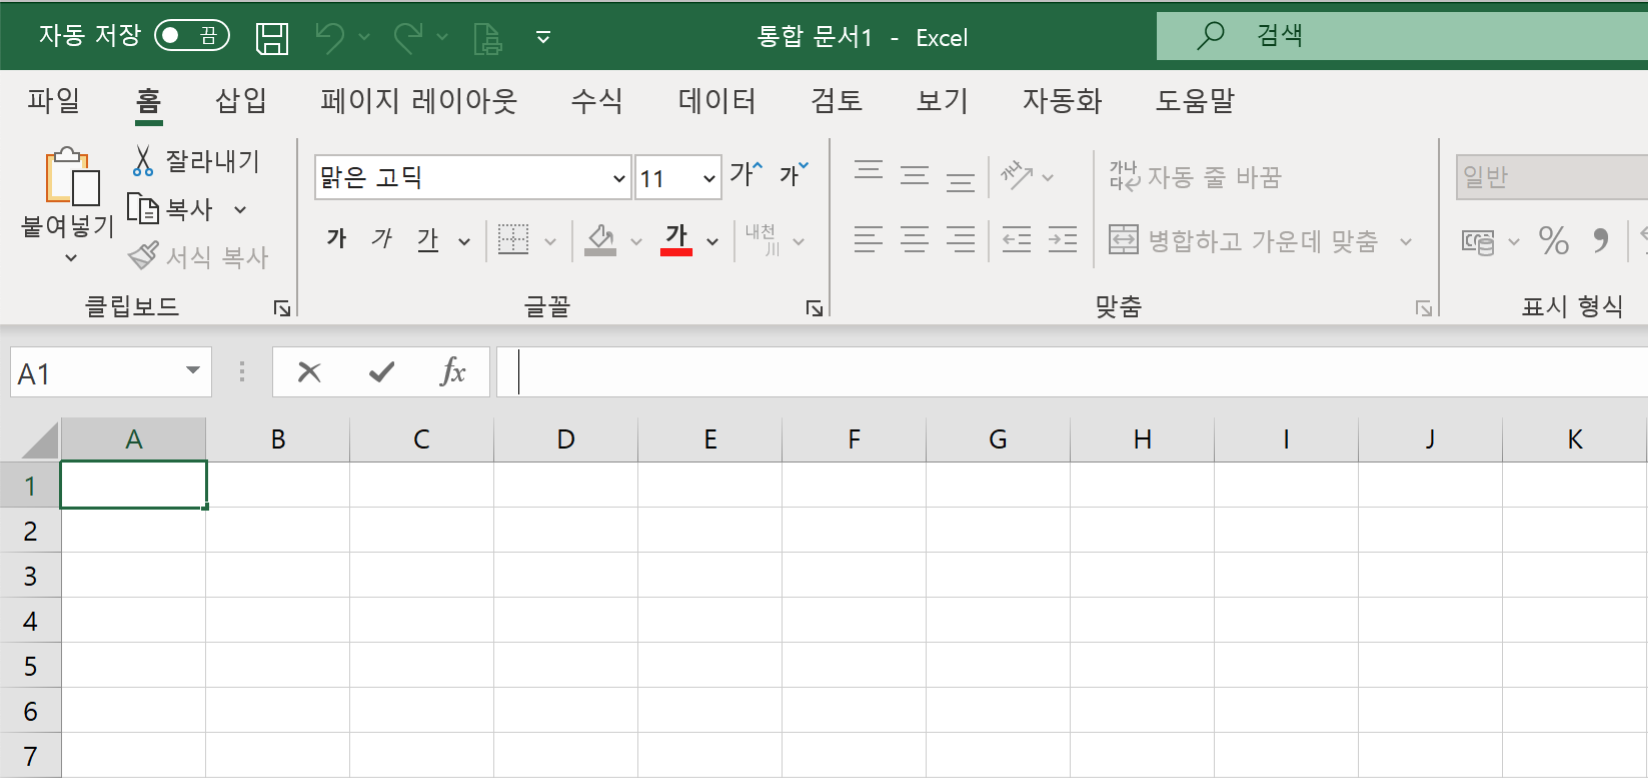 자동 저장 끔 통합 문서1 - Excel 검색
파일 홈 삽입 페이지 레이아웃 수식 데이터 검토 보기 자동화 도움말
붙여넣기
잘라내기
복사
서식 복사
클립보드
맑은 고딕 11 가 가
가 가 가 가 내천 川
글꼴
가나다 자동 줄 바꿈
병합하고 가운데 맞춤
맞춤
일반
% ,
표시 형식
A1 fx
A B C D E F G H I J K
1
2
3
4
5
6
7